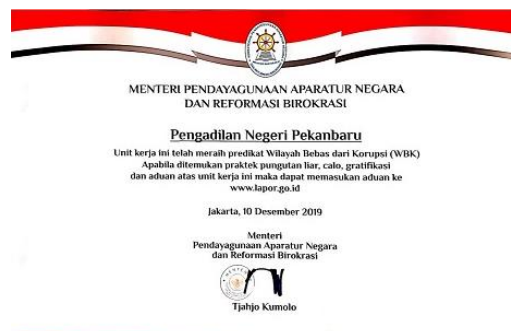 MENTERI PENDAYAGUNAAN APARATUR NEGARA
DAN REFORMASI BIROKRASI
Pengadilan Negeri Pekanbaru
Unit kerja ini telah meraih predikat Wilayah Bebas dari Korupsi (WBK)
Apabila ditemukan praktek pungutan liar, calo, gratifikasi
dan aduan atas unit kerja ini maka dapat memasukan aduan ke
www.lapor.go.id
Jakarta, 10 Desember 2019
Menteri
Pendayagunaan Aparatur Negara
dan Reformasi Birokrasi
Tjahjo Kumolo